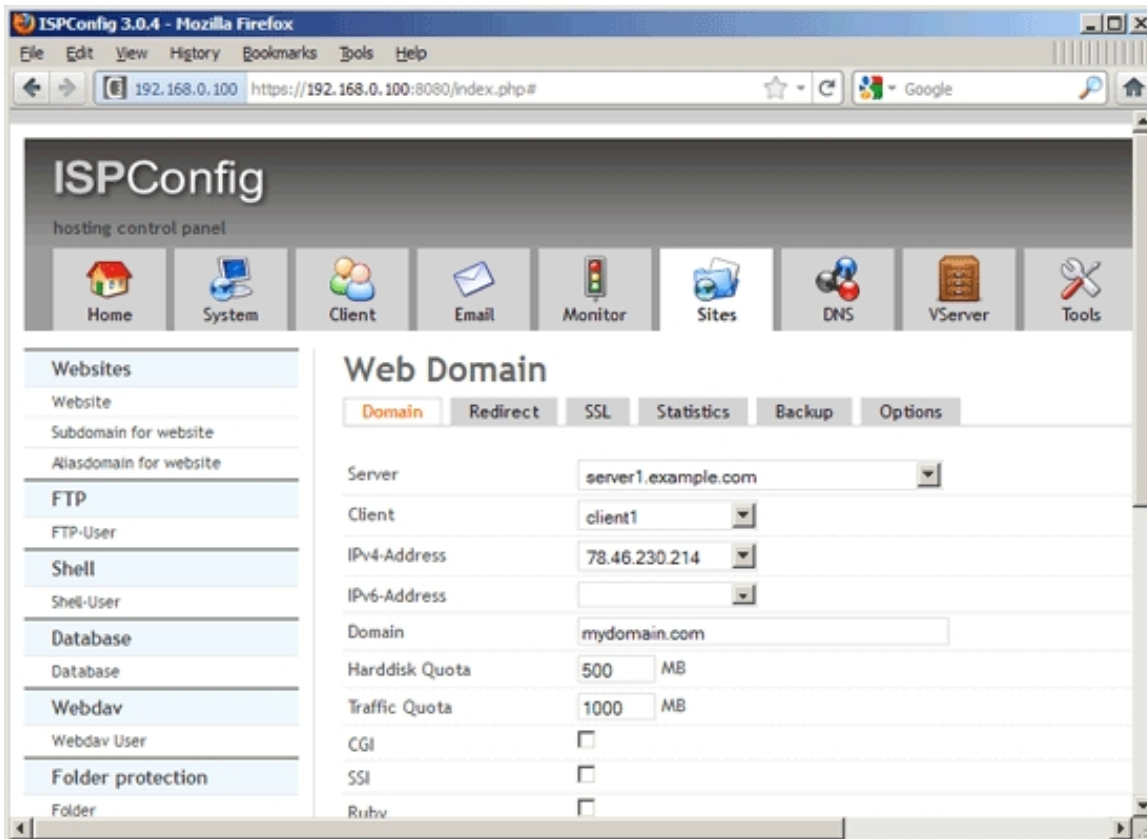 ISPConfig 3.0.4 - Mozilla Firefox
File Edit View History Bookmarks Tools Help
192.168.0.100 https://192.168.0.100:8080/index.php# Google
ISPConfig
hosting control panel
Home System Client Email Monitor Sites DNS VServer Tools
Websites
Website
Subdomain for website
Aliasdomain for website
FTP
FTP-User
Shell
Shell-User
Database
Database
Webdav
Webdav User
Folder protection
Folder
Web Domain
Domain Redirect SSL Statistics Backup Options
Server server1.example.com
Client client1
IPv4-Address 78.46.230.214
IPv6-Address
Domain mydomain.com
Harddisk Quota 500 MB
Traffic Quota 1000 MB
CGI
SSI
Ruby